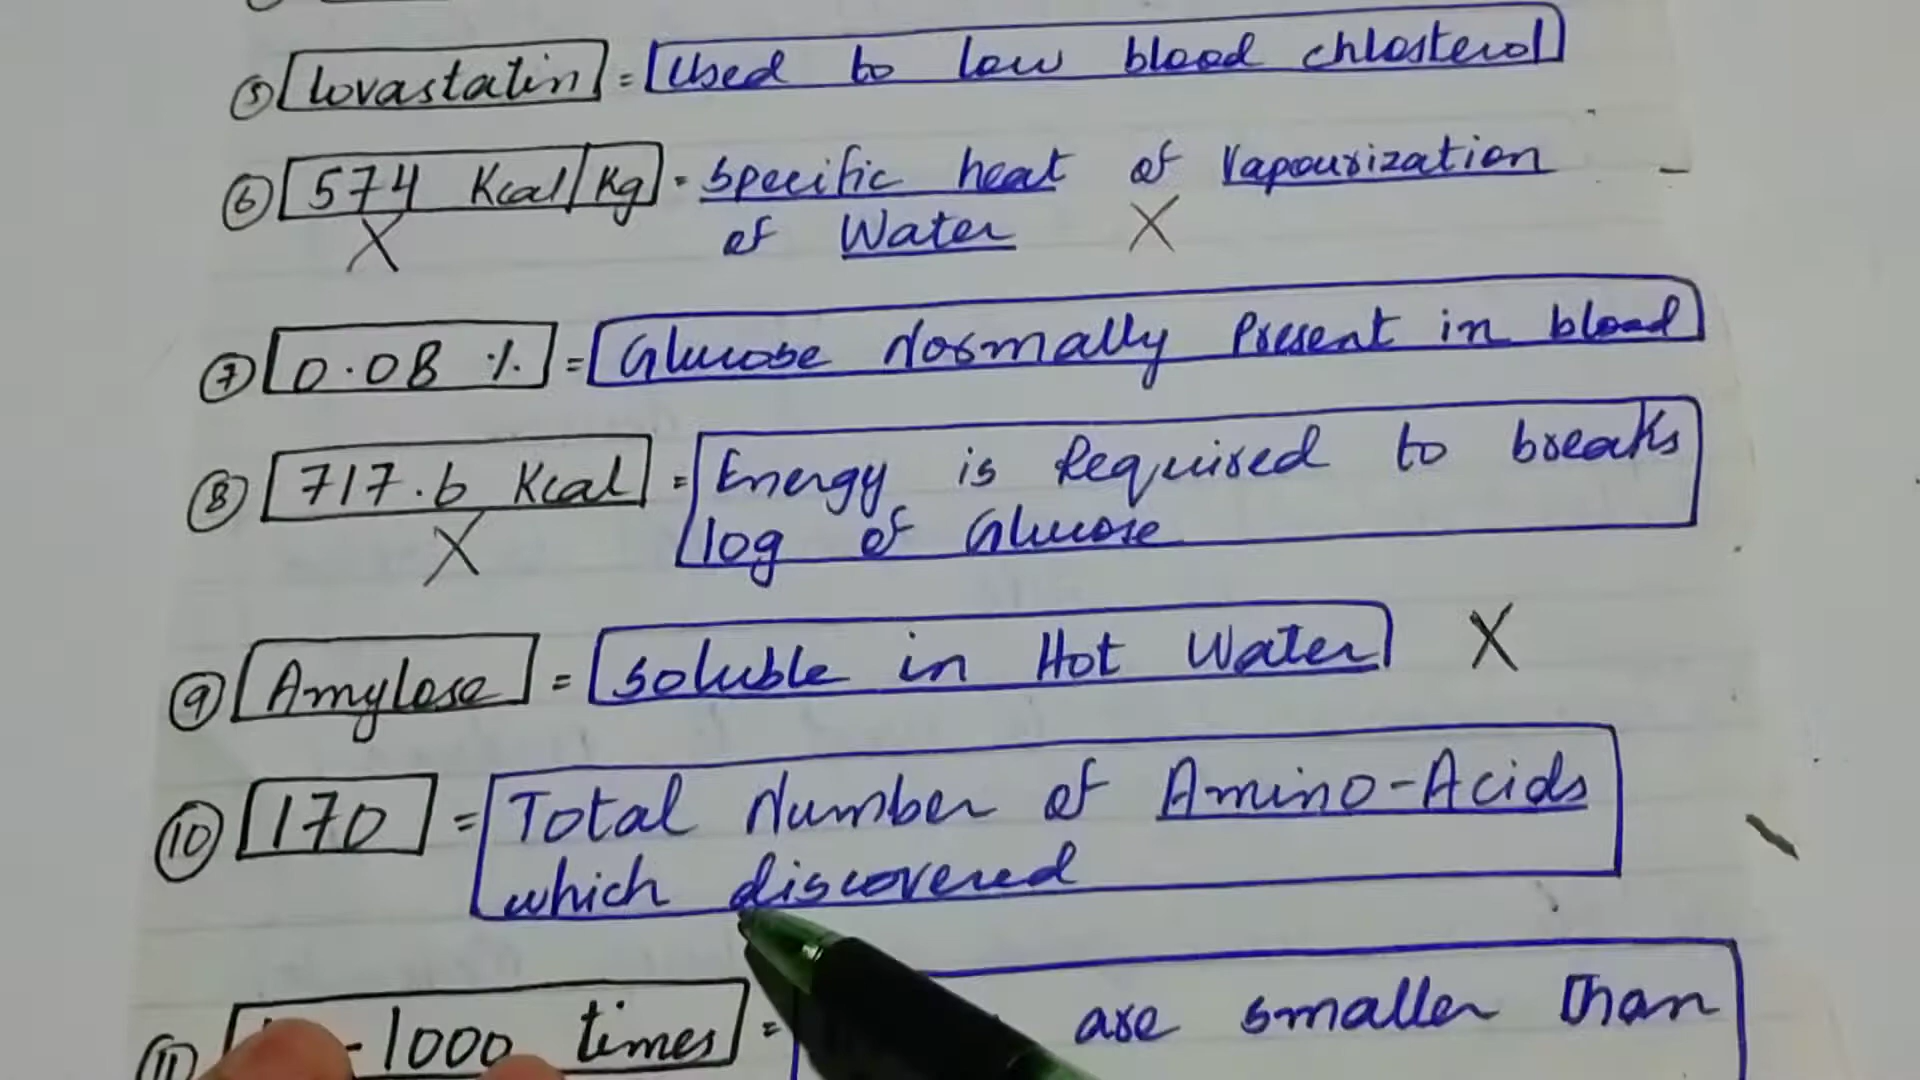 5 lovastatin = Used to low blood chlosterol
6 574 Kcal/Kg = Specific heat of Vapourization
X of Water X
7 0.08 % = Glucose Normally Present in blood
8 717.6 Kcal = Energy is Required to breaks
X log of Glucose
9 Amylose = soluble in Hot Water X
10 170 = Total Number of Amino-Acids
which discovered
11 -1000 times = are smaller than